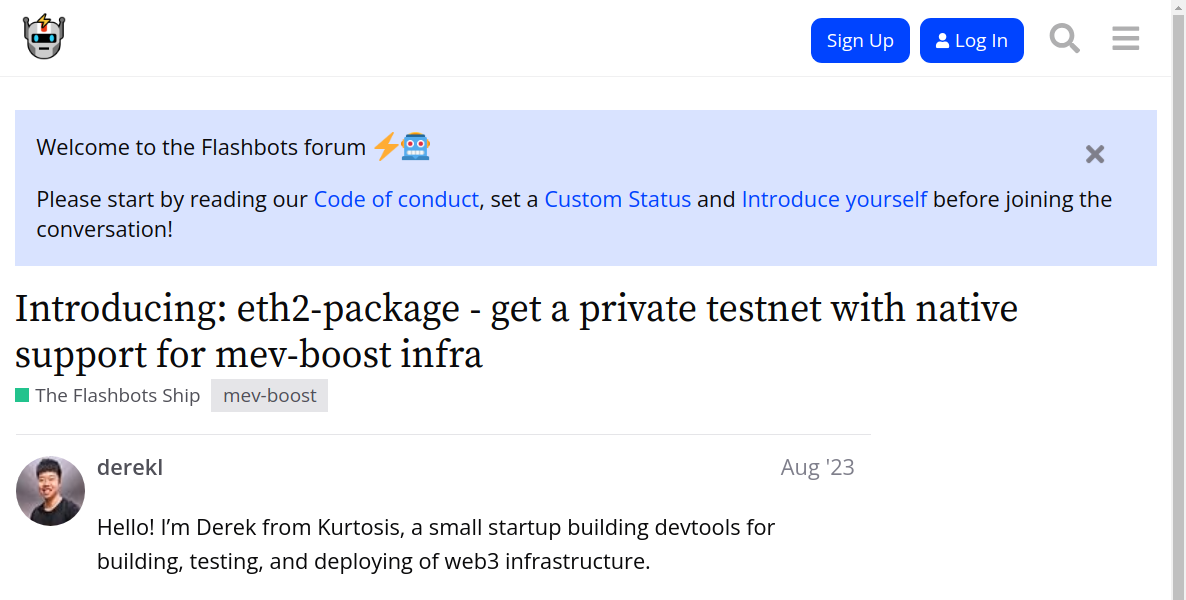 Sign Up
Log In
Welcome to the Flashbots forum ⚡🤖
Please start by reading our Code of conduct, set a Custom Status and Introduce yourself before joining the
conversation!
Introducing: eth2-package - get a private testnet with native
support for mev-boost infra
The Flashbots Ship mev-boost
derekl Aug '23
Hello! I’m Derek from Kurtosis, a small startup building devtools for
building, testing, and deploying of web3 infrastructure.